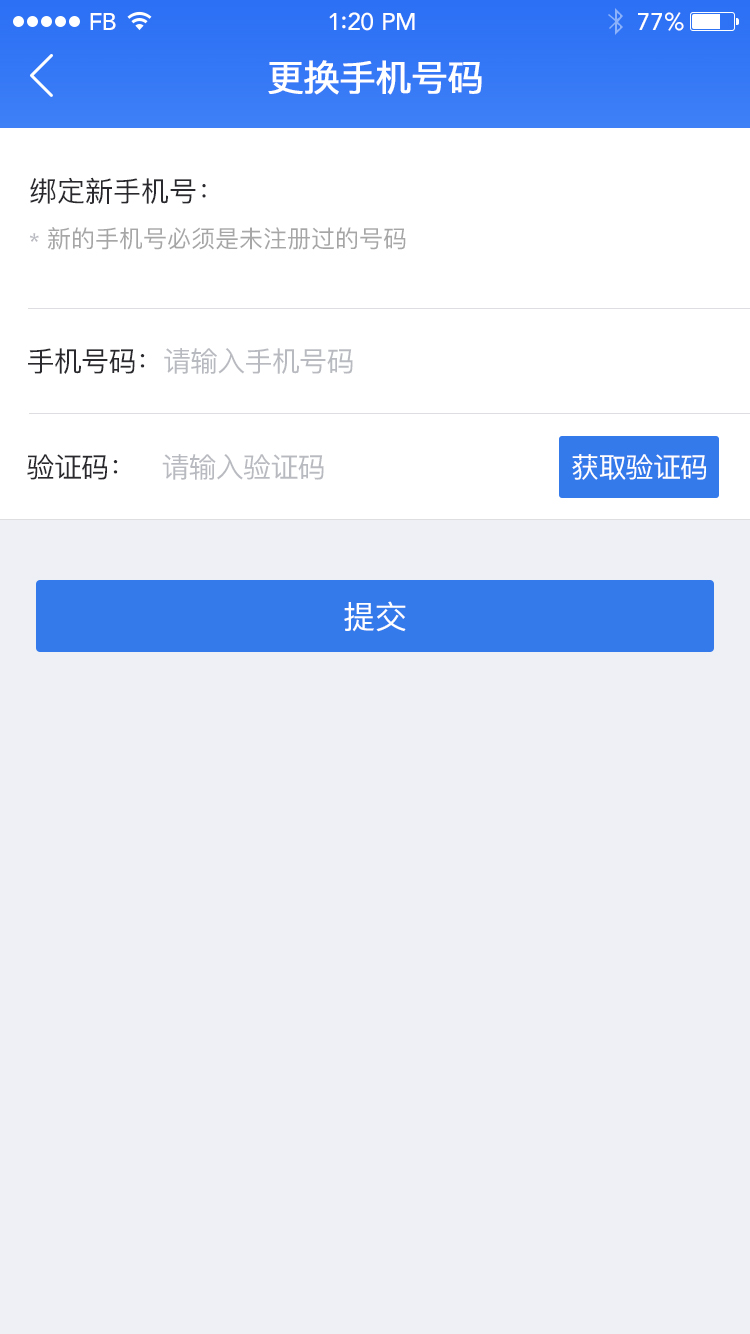 FB 1:20 PM 77%
更换手机号码
绑定新手机号：
* 新的手机号必须是未注册过的号码
手机号码： 请输入手机号码
验证码： 请输入验证码 获取验证码
提交